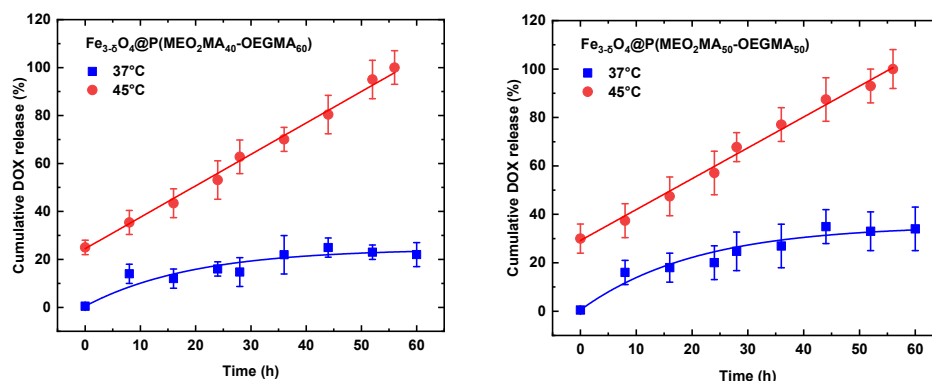 Fe3-δO4@P(MEO2MA40-OEGMA60)
37°C
45°C
Cumulative DOX release (%)
120
100
80
60
40
20
0
0 10 20 30 40 50 60
Time (h)
Fe3-δO4@P(MEO2MA50-OEGMA50)
37°C
45°C
Cumulative DOX release (%)
120
100
80
60
40
20
0
0 10 20 30 40 50 60
Time (h)